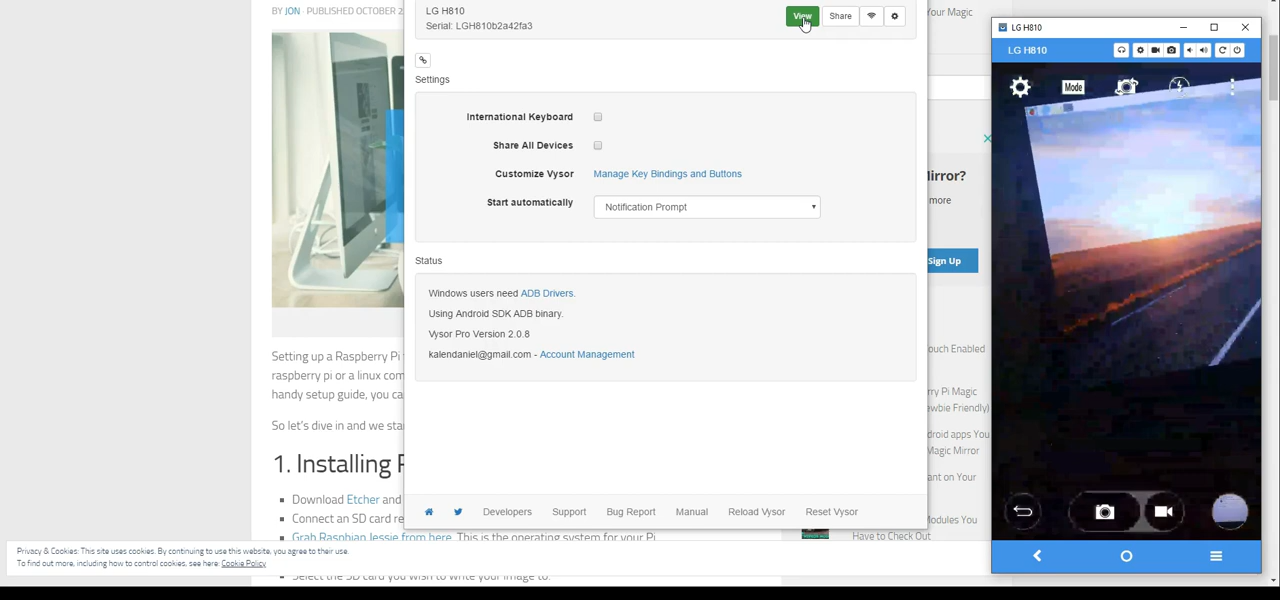 BY JON · PUBLISHED OCTOBER 2
Your Magic
LG H810
Serial: LGH810b2a42fa3
View
Share
Settings
International Keyboard
Share All Devices
Customize Vysor
Manage Key Bindings and Buttons
Start automatically
Notification Prompt
Status
Windows users need ADB Drivers.
Using Android SDK ADB binary.
Vysor Pro Version 2.0.8
kalendaniel@gmail.com - Account Management
Developers
Support
Bug Report
Manual
Reload Vysor
Reset Vysor
Setting up a Raspberry Pi
raspberry pi or a linux com
handy setup guide, you ca
So let's dive in and we sta
1. Installing
Download Etcher and
Connect an SD card re
Grab Raspbian Jessie from here. This is the operating system for your Pi
Select the SD card you wish to write your image to.
Mirror?
more
Sign Up
ouch Enabled
rry Pi Magic
ewbie Friendly)
droid apps You
Magic Mirror
nt on Your
Modules You
Have to Check Out
LG H810
LG H810
Mode
Privacy & Cookies: This site uses cookies. By continuing to use this website, you agree to their use.
To find out more, including how to control cookies, see here: Cookie Policy